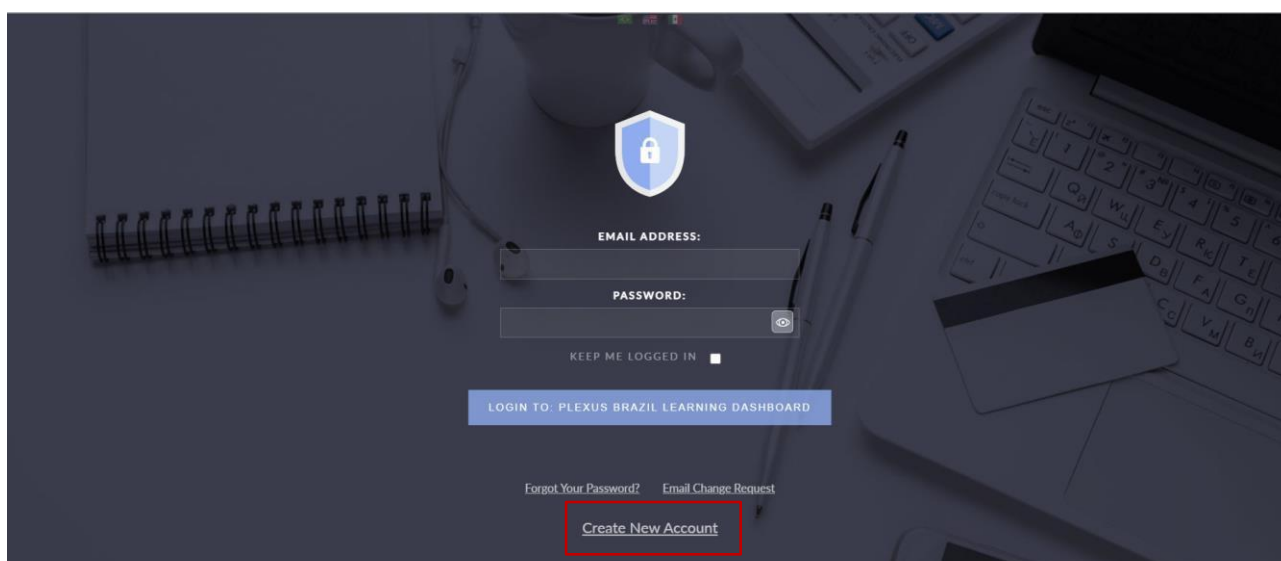 EMAIL ADDRESS:
PASSWORD:
KEEP ME LOGGED IN
LOGIN TO: PLEXUS BRAZIL LEARNING DASHBOARD
Forgot Your Password? Email Change Request
Create New Account